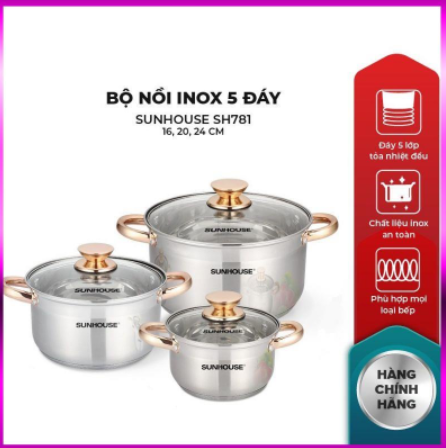 BỘ NỒI INOX 5 ĐÁY
SUNHOUSE SH781
16, 20, 24 CM
Đáy 5 lớp
tỏa nhiệt đều
Chất liệu Inox
an toàn
Phù hợp mọi
loại bếp
SUNHOUSE
SUNHOUSE
SUNHOUSE
SUNHOUSE
SUNHOUSE
SUNHOUSE
HÀNG
CHÍNH
HÃNG